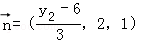 n⃗= (y₂−6/3, 2, 1)